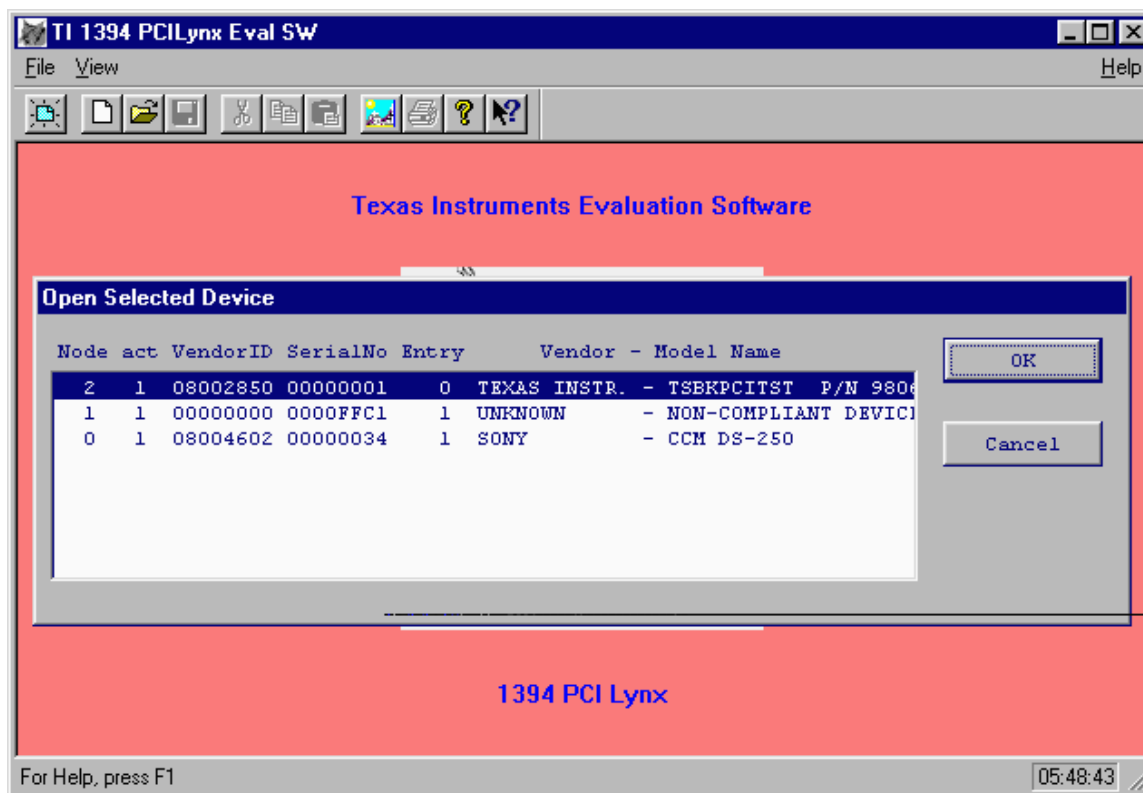 TI 1394 PCILynx Eval SW
File View Help
Texas Instruments Evaluation Software
Open Selected Device
Node act VendorID SerialNo Entry Vendor - Model Name
2 1 08002850 00000001 0 TEXAS INSTR. - TSBKPCITST P/N 9806
1 1 00000000 0000FFC1 1 UNKNOWN - NON-COMPLIANT DEVICE
0 1 08004602 00000034 1 SONY - CCM DS-250
OK
Cancel
1394 PCI Lynx
For Help, press F1 05:48:43